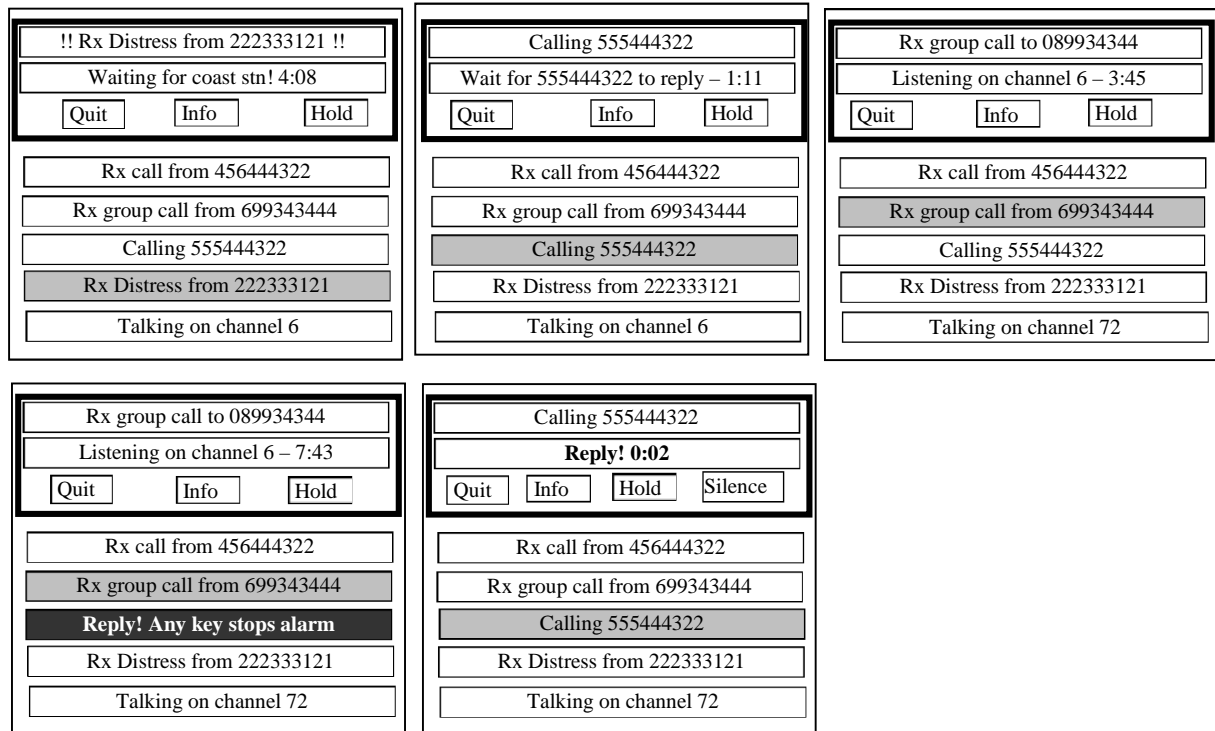 !! Rx Distress from 222333121 !!
Waiting for coast stn! 4:08
Quit Info Hold
Rx call from 456444322
Rx group call from 699343444
Calling 555444322
Rx Distress from 222333121
Talking on channel 6
Calling 555444322
Wait for 555444322 to reply – 1:11
Quit Info Hold
Rx call from 456444322
Rx group call from 699343444
Calling 555444322
Rx Distress from 222333121
Talking on channel 6
Rx group call to 089934344
Listening on channel 6 – 3:45
Quit Info Hold
Rx call from 456444322
Rx group call from 699343444
Calling 555444322
Rx Distress from 222333121
Talking on channel 72
Rx group call to 089934344
Listening on channel 6 – 7:43
Quit Info Hold
Rx call from 456444322
Rx group call from 699343444
Reply! Any key stops alarm
Rx Distress from 222333121
Talking on channel 72
Calling 555444322
Reply! 0:02
Quit Info Hold Silence
Rx call from 456444322
Rx group call from 699343444
Calling 555444322
Rx Distress from 222333121
Talking on channel 72